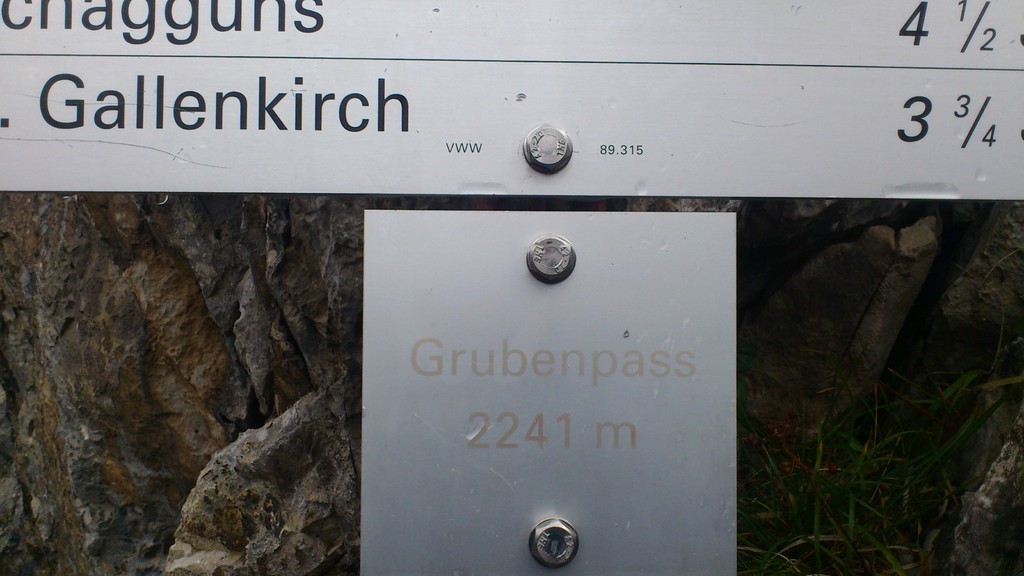 chagguns 4 1/2
. Gallenkirch 3 3/4
VWW 89.315
Grubenpass
2241 m